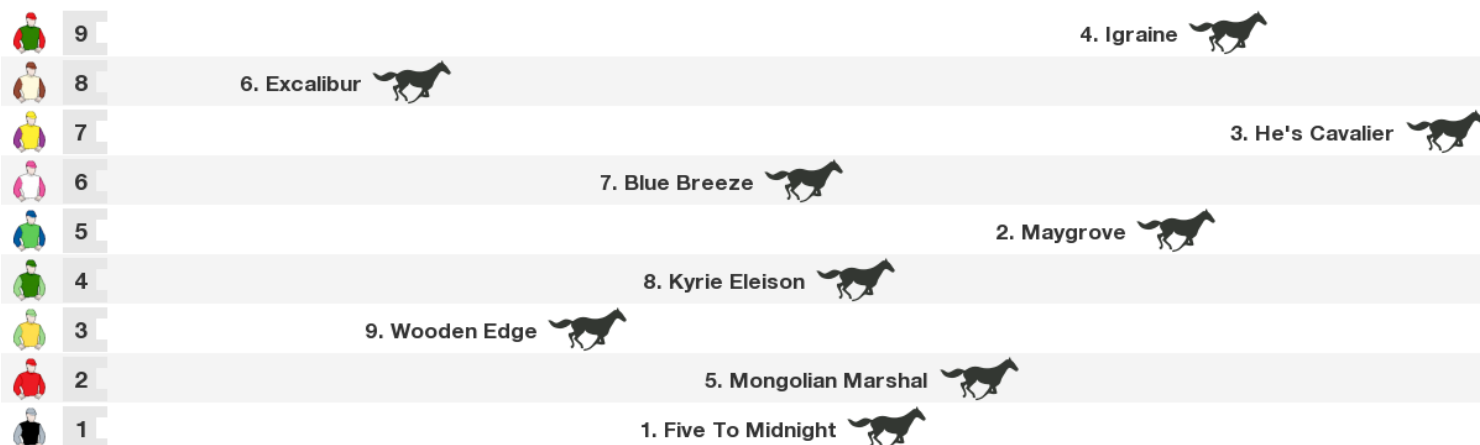 9 4. Igraine
8 6. Excalibur
7 3. He's Cavalier
6 7. Blue Breeze
5 2. Maygrove
4 8. Kyrie Eleison
3 9. Wooden Edge
2 5. Mongolian Marshal
1 1. Five To Midnight